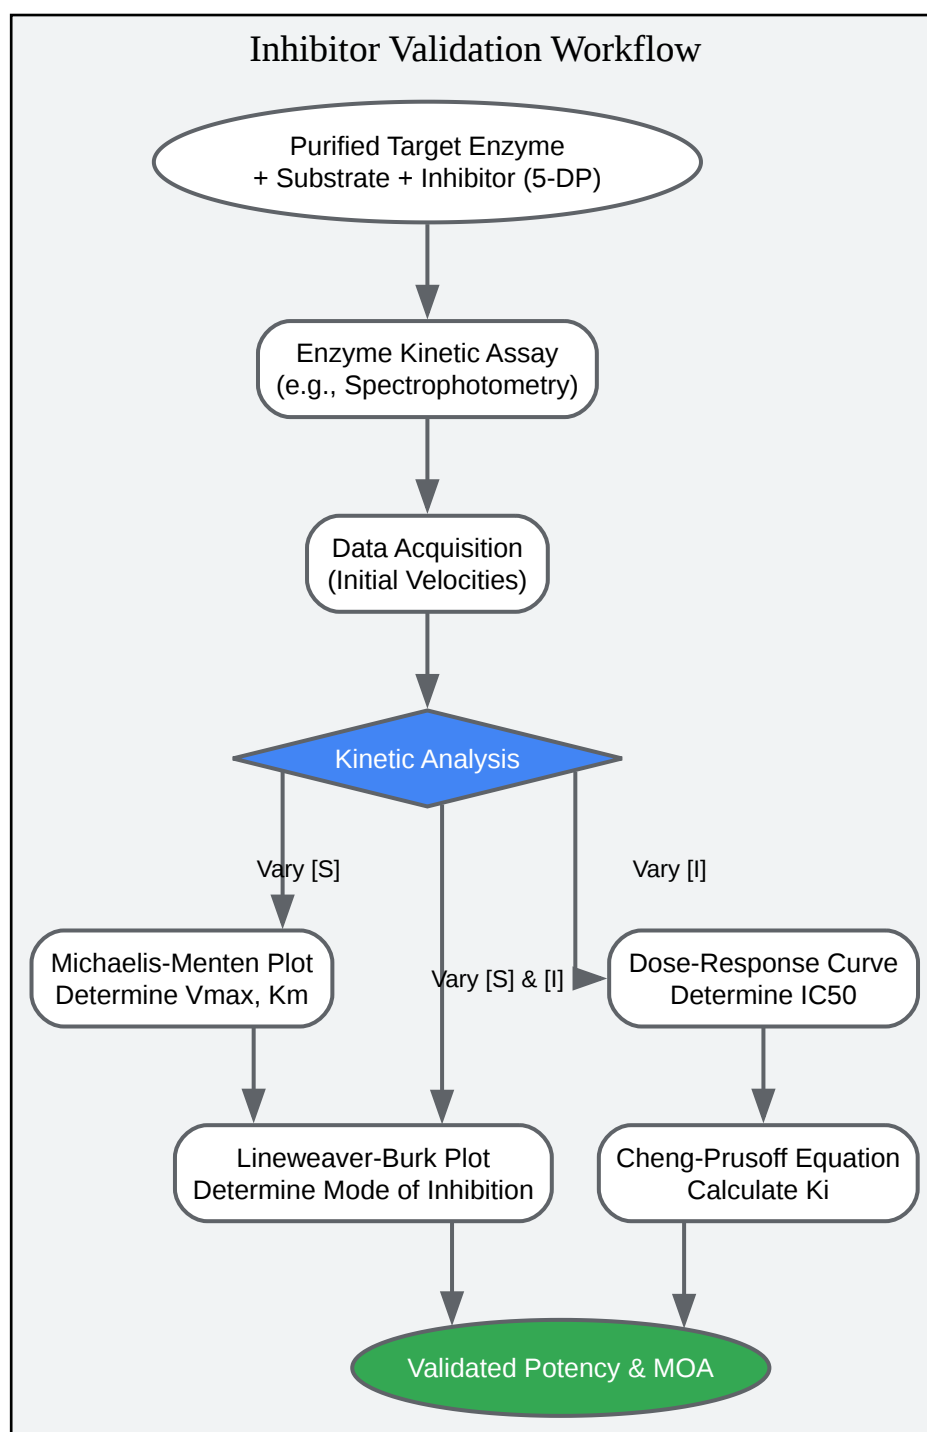 Inhibitor Validation Workflow
Purified Target Enzyme
+ Substrate + Inhibitor (5-DP)
Enzyme Kinetic Assay
(e.g., Spectrophotometry)
Data Acquisition
(Initial Velocities)
Kinetic Analysis
Vary [S]
Vary [I]
Michaelis-Menten Plot
Determine Vmax, Km
Vary [S] & [I]
Dose-Response Curve
Determine IC50
Lineweaver-Burk Plot
Determine Mode of Inhibition
Cheng-Prusoff Equation
Calculate Ki
Validated Potency & MOA